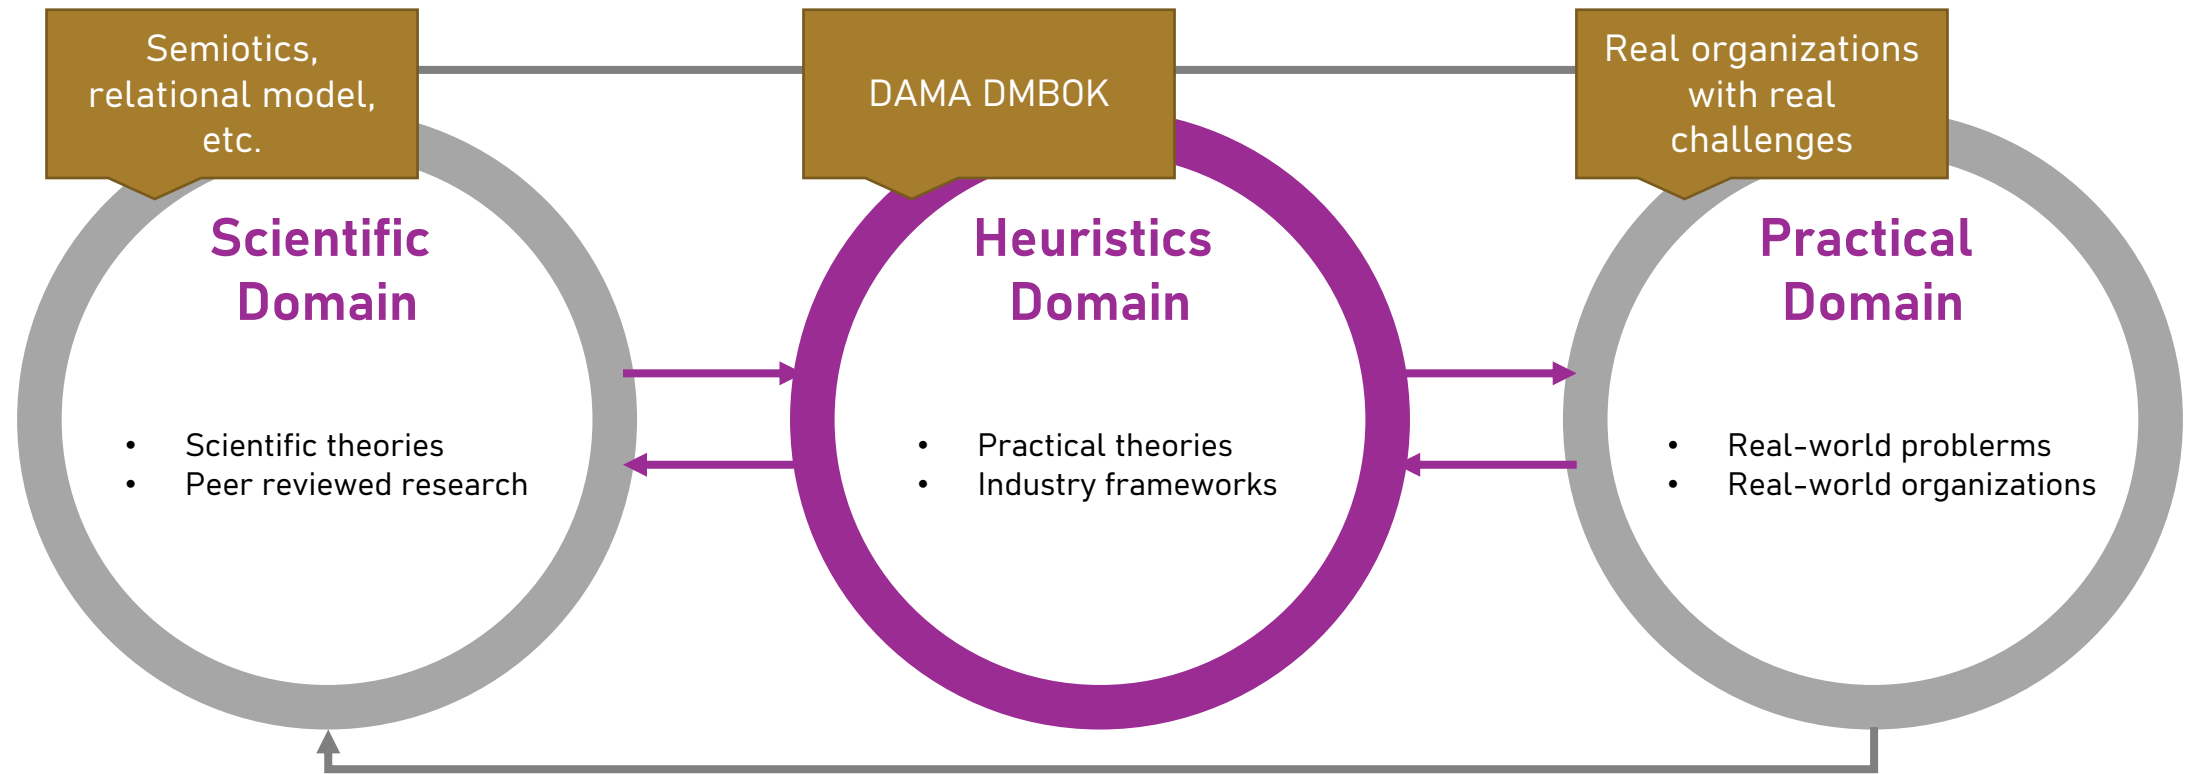 Semiotics,
relational model,
etc.
DAMA DMBOK
Real organizations
with real
challenges
Scientific
Domain
Heuristics
Domain
Practical
Domain
• Scientific theories
• Peer reviewed research
• Practical theories
• Industry frameworks
• Real-world problerms
• Real-world organizations